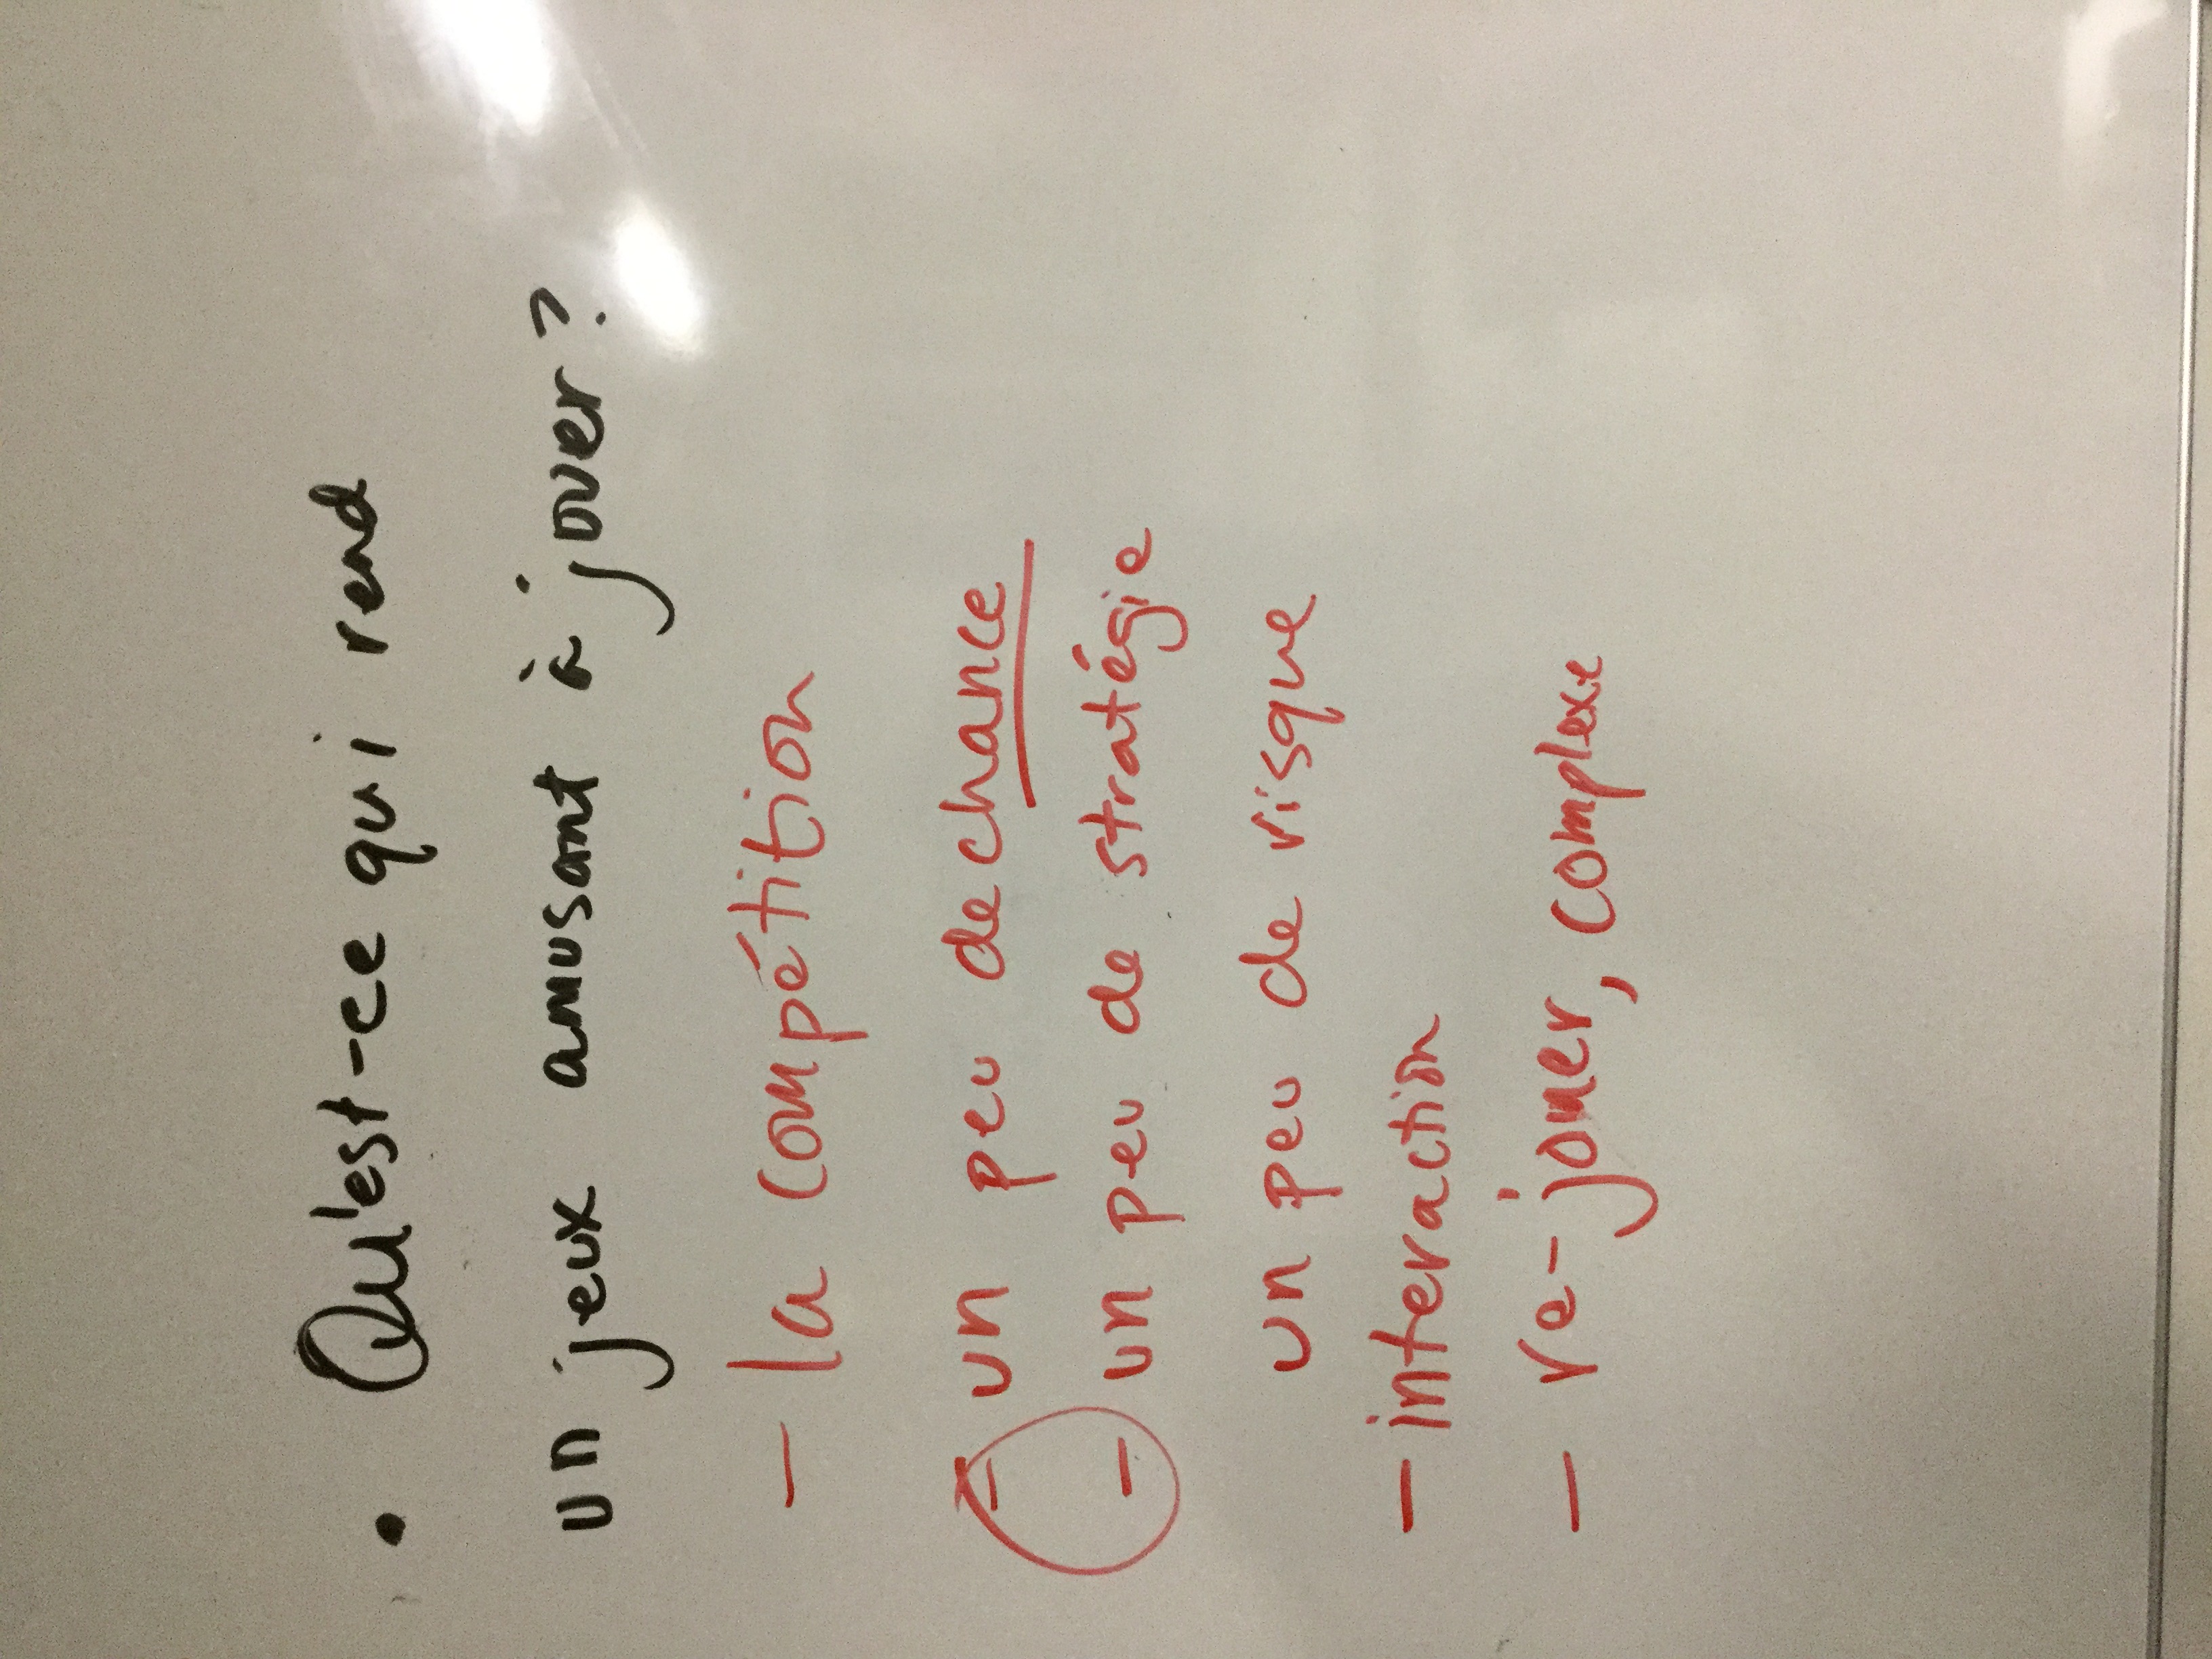 • Qu'est-ce qui rend
un jeux amusant à jouer?
- la compétition
- un peu de chance
- un peu de stratégie
un peu de risque
- interaction
- re-jouer, complexe